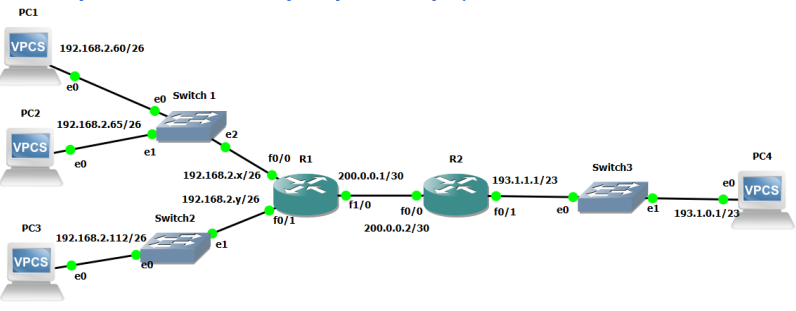 PC1
VPCS
192.168.2.60/26
e0
e0
Switch 1
PC2
VPCS
192.168.2.65/26
e0
e1
e2
f0/0
R1
192.168.2.x/26
200.0.0.1/30
192.168.2.y/26
f1/0
f0/1
R2
193.1.1.1/23
f0/0
f0/1
200.0.0.2/30
Switch3
e0
e1
PC4
e0
VPCS
193.1.0.1/23
PC3
VPCS
192.168.2.112/26
e0
e0
Switch2
e1